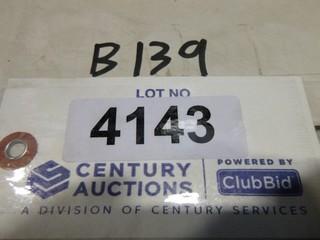 B139
LOT NO
4143
CENTURY
AUCTIONS
POWERED BY
ClubBid
A DIVISION OF CENTURY SERVICES